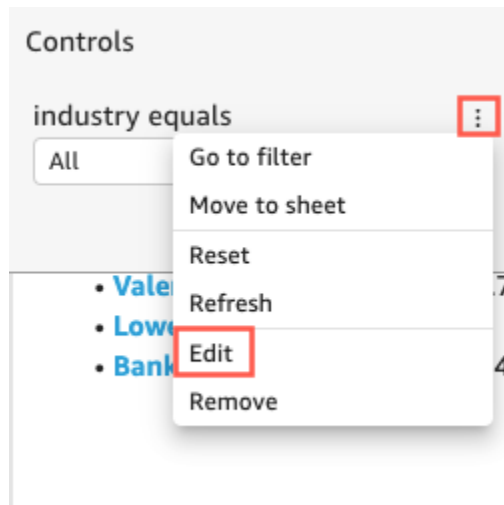 Controls
industry equals
All
Go to filter
Move to sheet
Reset
Refresh
Edit
Remove